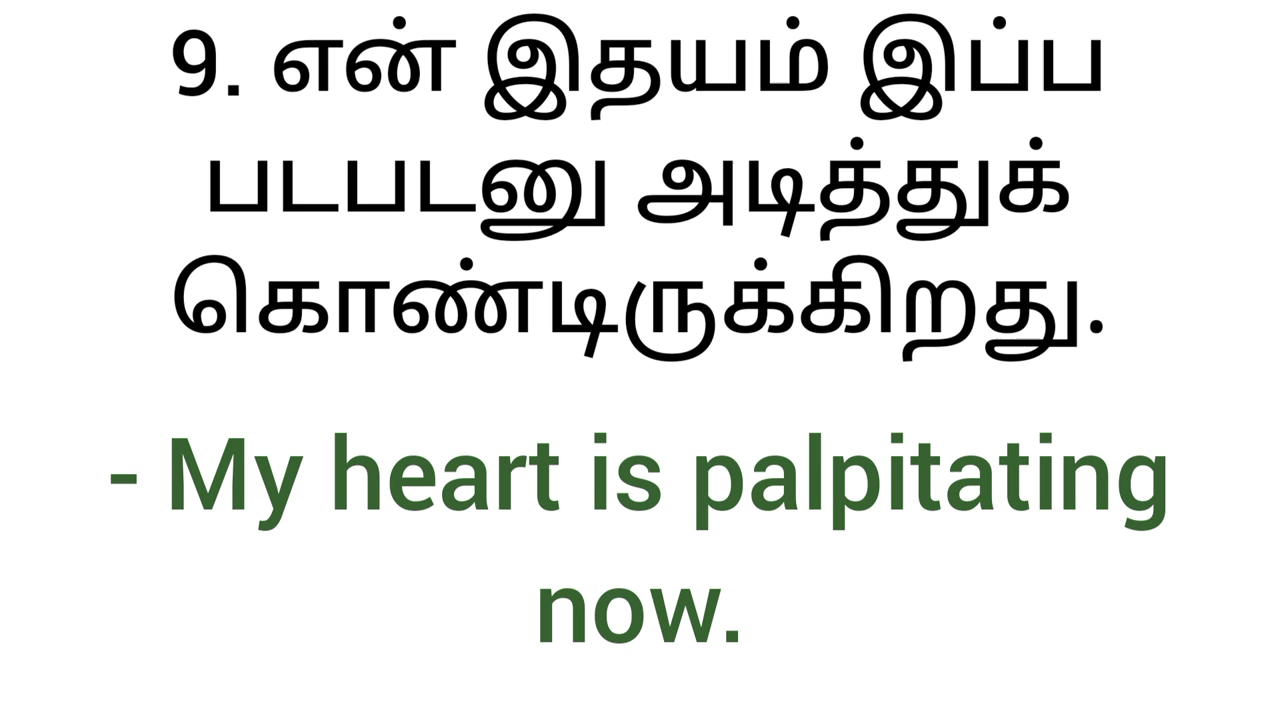 9. என் இதயம் இப்ப
படபடனு அடித்துக்
கொண்டிருக்கிறது.
- My heart is palpitating
now.